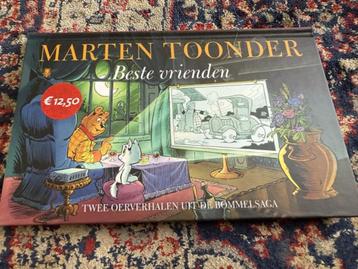 MARTEN TOONDER
Beste vrienden
€12,50
TWEE OERVERHALEN UIT DE BOMMELSAGA